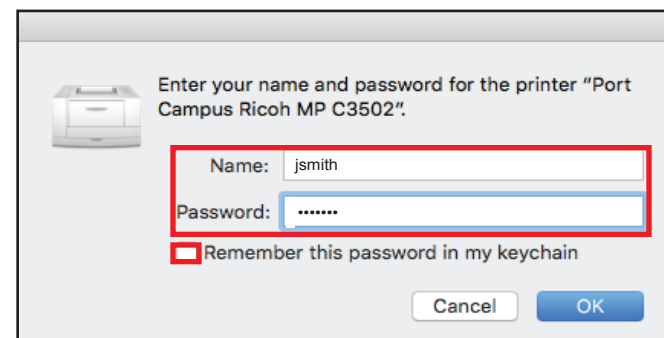 Enter your name and password for the printer “Port
Campus Ricoh MP C3502”.
Name: jsmith
Password: •••••••
Remember this password in my keychain
Cancel OK